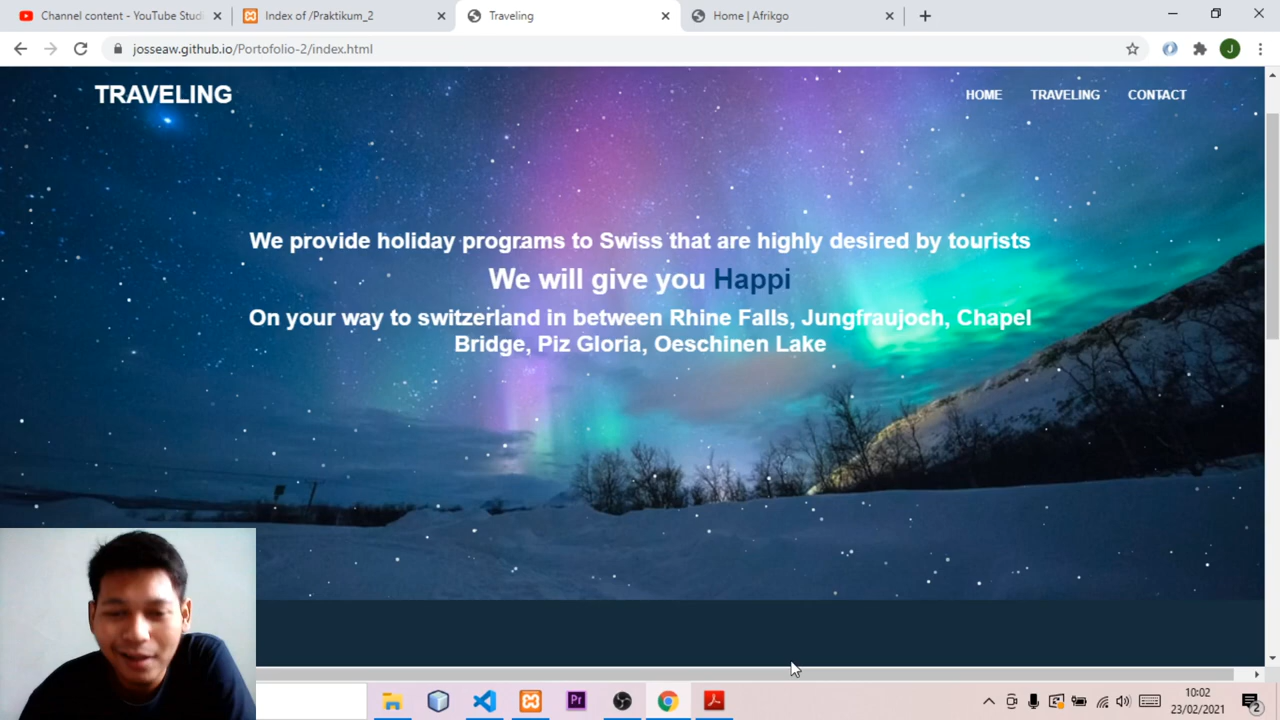 Channel content - YouTube Studi
Index of /Praktikum_2
Traveling
Home | Afrikgo
josseaw.github.io/Portofolio-2/index.html
J
TRAVELING
HOME
TRAVELING
CONTACT
We provide holiday programs to Swiss that are highly desired by tourists
We will give you Happi
On your way to switzerland in between Rhine Falls, Jungfraujoch, Chapel
Bridge, Piz Gloria, Oeschinen Lake
Pr
10:02
23/02/2021
2